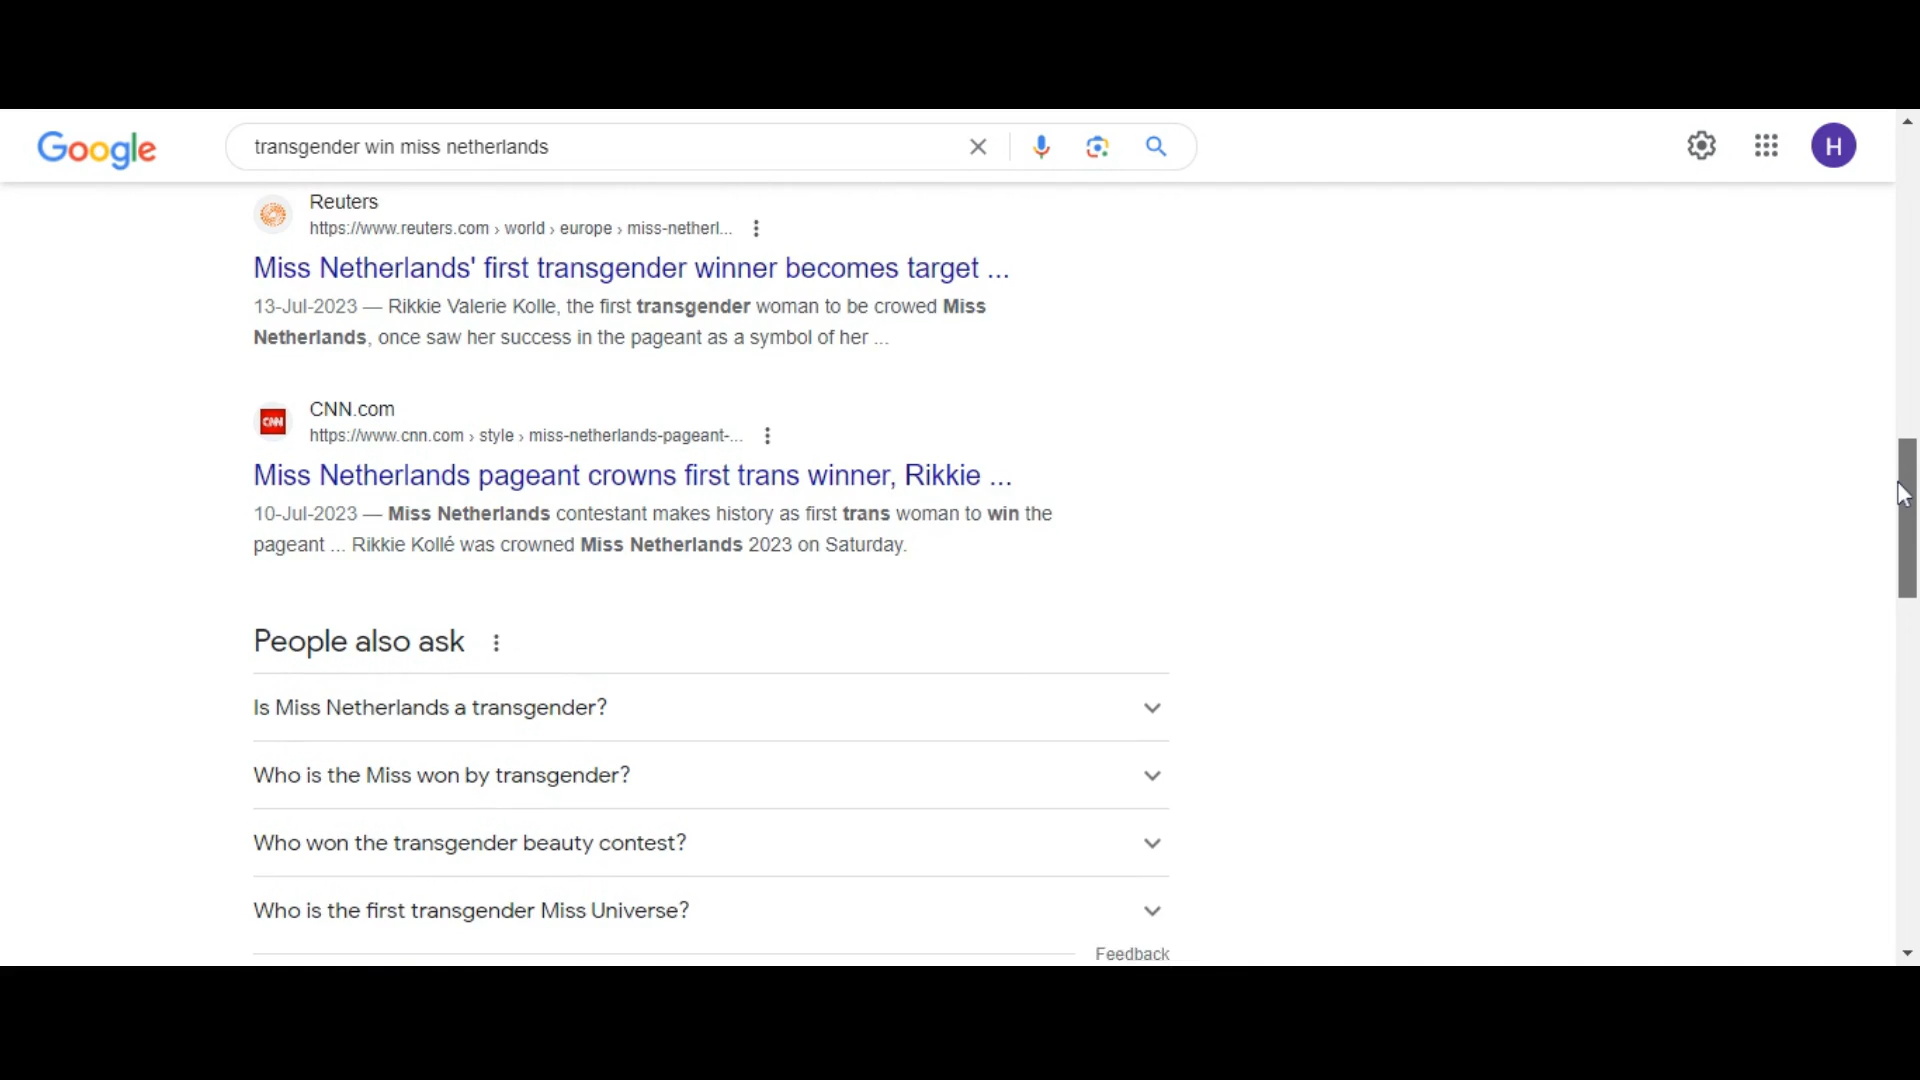 Google
transgender win miss netherlands
H
Reuters
https://www.reuters.com › world › europe › miss-netherl...
Miss Netherlands' first transgender winner becomes target ...
13-Jul-2023 — Rikkie Valerie Kolle, the first transgender woman to be crowed Miss
Netherlands, once saw her success in the pageant as a symbol of her ...
CNN
CNN.com
https://www.cnn.com › style › miss-netherlands-pageant-...
Miss Netherlands pageant crowns first trans winner, Rikkie ...
10-Jul-2023 — Miss Netherlands contestant makes history as first trans woman to win the
pageant ... Rikkie Kollé was crowned Miss Netherlands 2023 on Saturday.
People also ask
Is Miss Netherlands a transgender?
Who is the Miss won by transgender?
Who won the transgender beauty contest?
Who is the first transgender Miss Universe?
Feedback